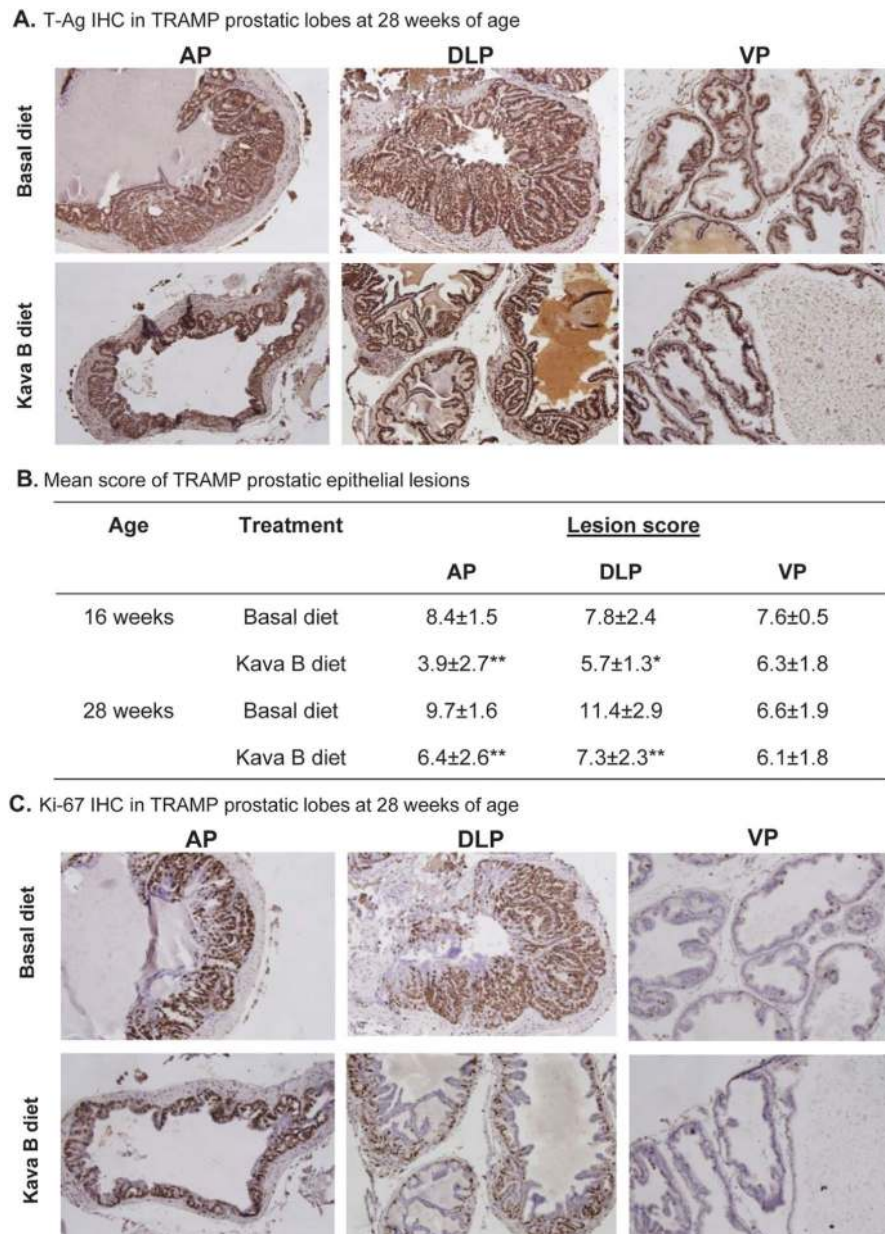 A. T-Ag IHC in TRAMP prostatic lobes at 28 weeks of age
AP DLP VP
Basal diet
Kava B diet
B. Mean score of TRAMP prostatic epithelial lesions
Age Treatment Lesion score
AP DLP VP
16 weeks Basal diet 8.4±1.5 7.8±2.4 7.6±0.5
Kava B diet 3.9±2.7** 5.7±1.3* 6.3±1.8
28 weeks Basal diet 9.7±1.6 11.4±2.9 6.6±1.9
Kava B diet 6.4±2.6** 7.3±2.3** 6.1±1.8
C. Ki-67 IHC in TRAMP prostatic lobes at 28 weeks of age
AP DLP VP
Basal diet
Kava B diet